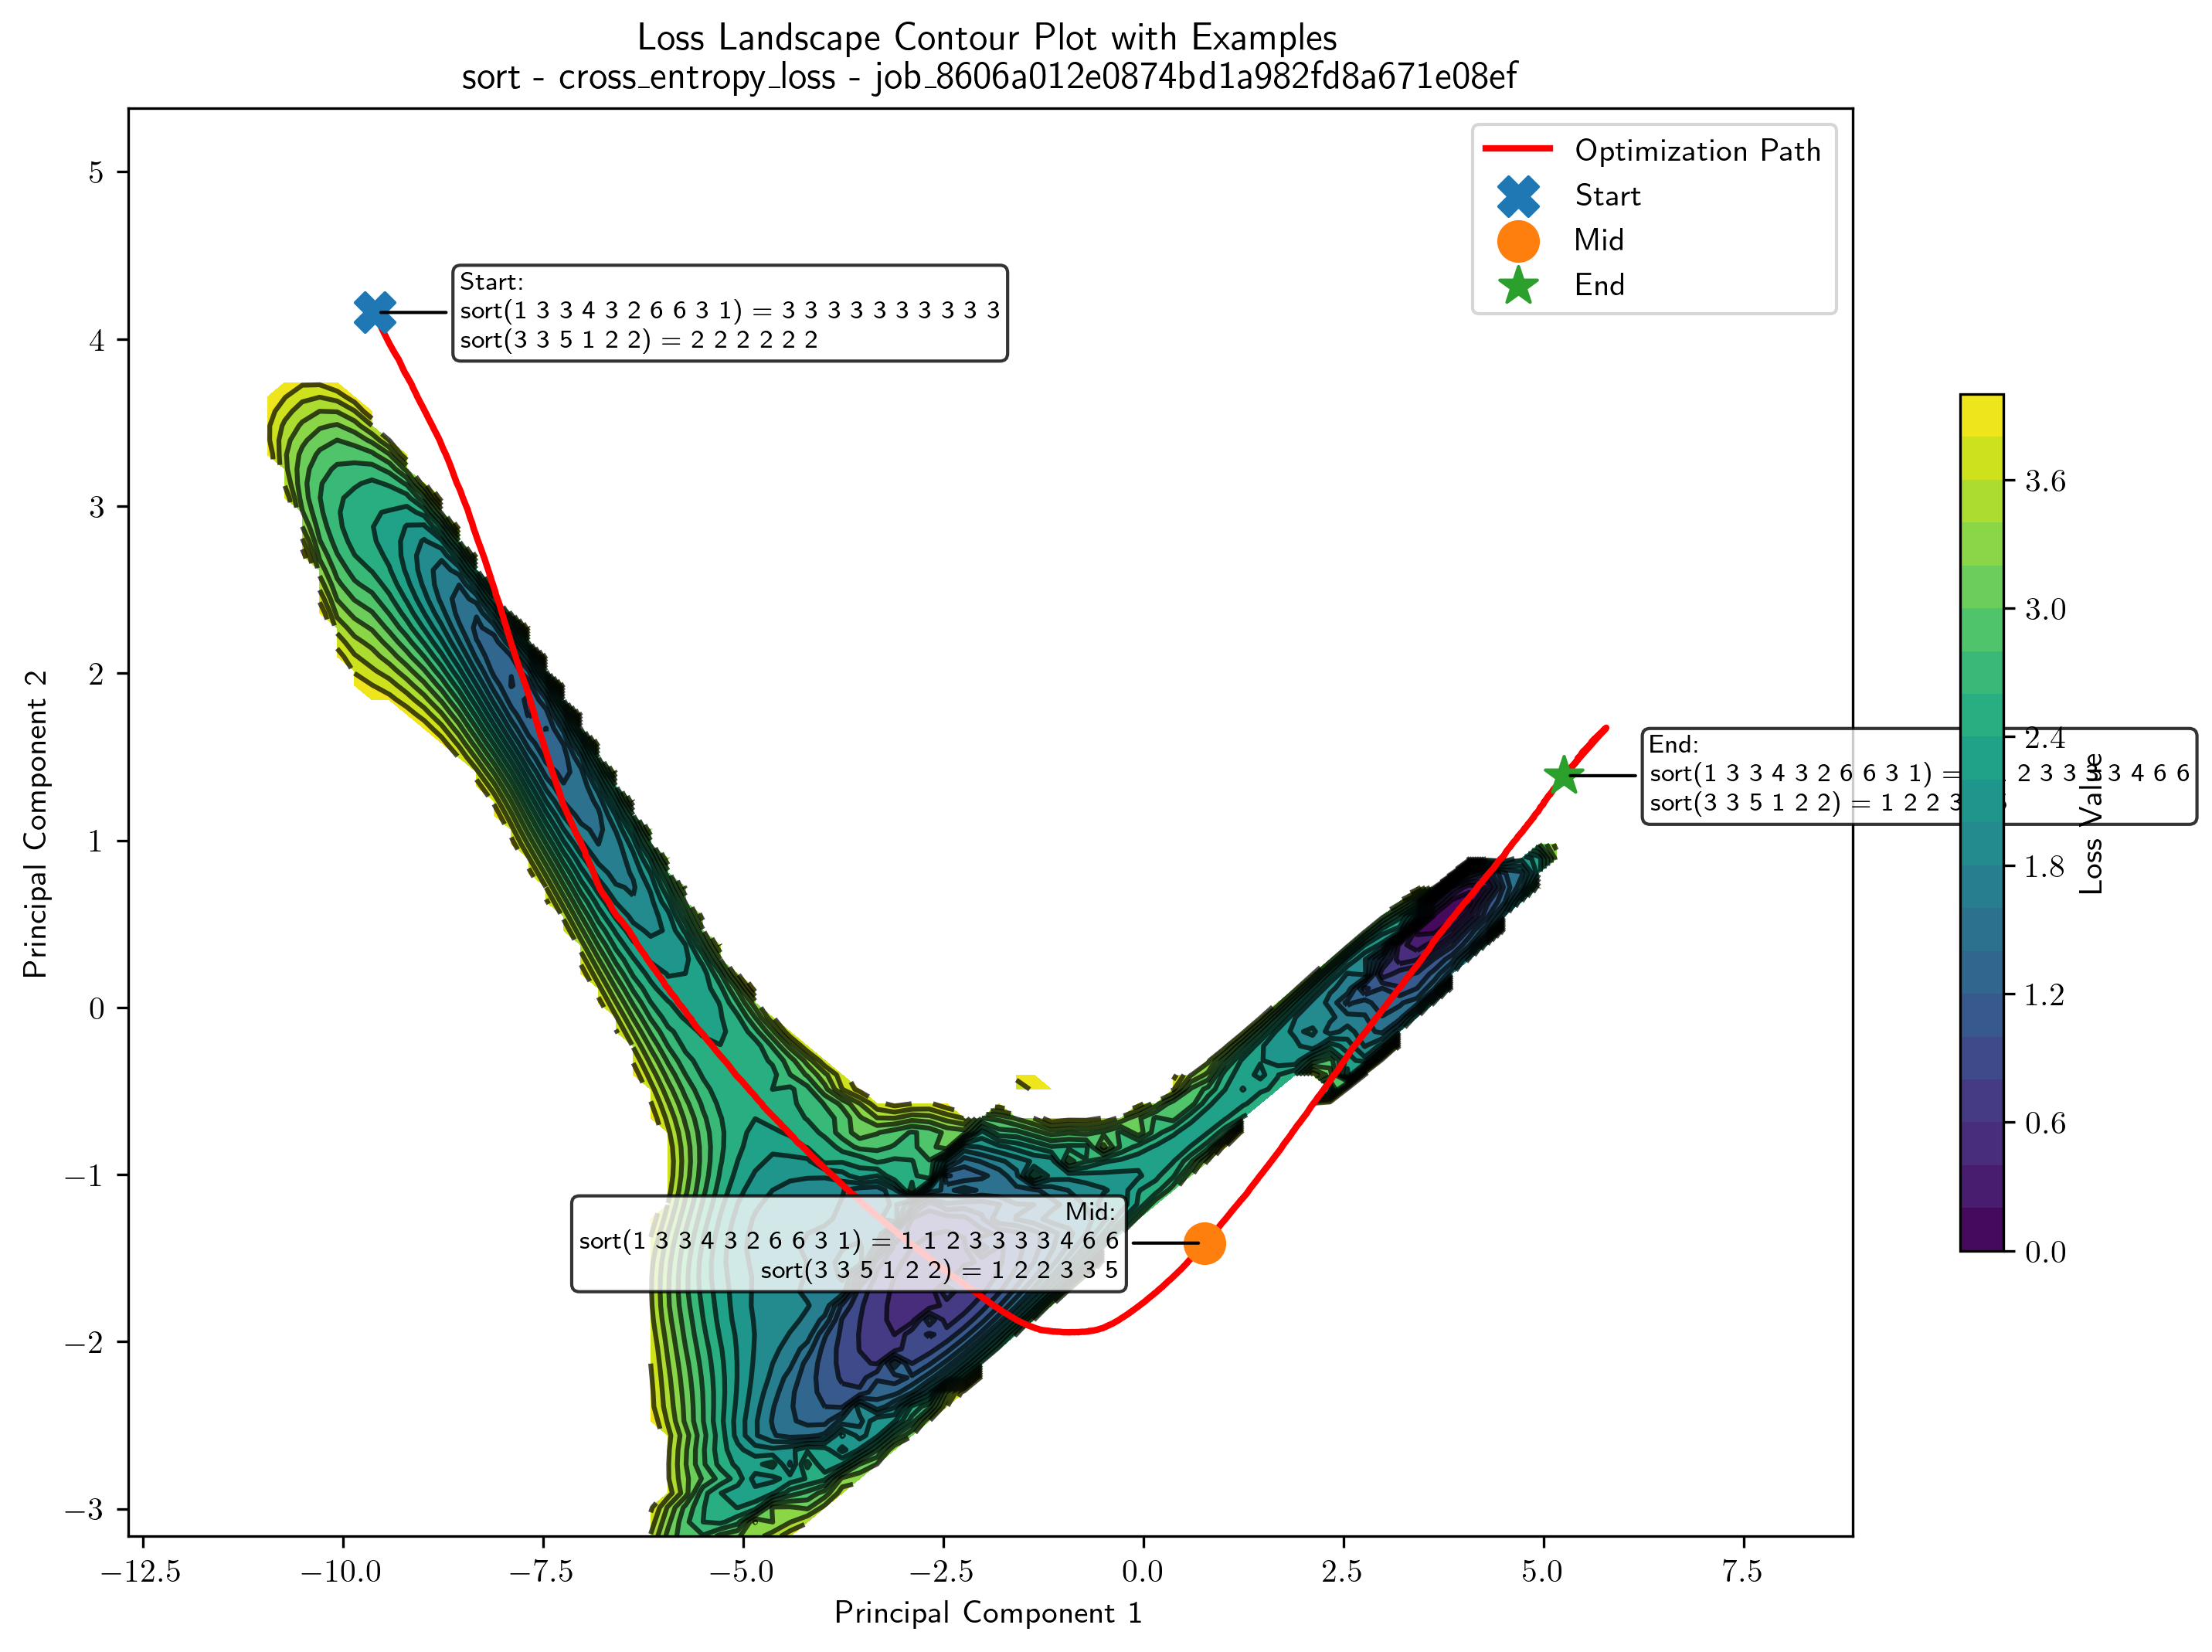 Loss Landscape Contour Plot with Examples
sort - cross_entropy_loss - job_8606a012e0874bd1a982fd8a671e08ef
Optimization Path
Start
Mid
End
Start:
sort(1 3 3 4 3 2 6 6 3 1) = 3 3 3 3 3 3 3 3 3 3
sort(3 3 5 1 2 2) = 2 2 2 2 2 2
End:
sort(1 3 3 4 3 2 6 6 3 1) = 2 3 3 3 3 4 6 6
sort(3 3 5 1 2 2) = 1 2 2 3
Mid:
sort(1 3 3 4 3 2 6 6 3 1) = 1 1 2 3 3 3 3 4 6 6
sort(3 3 5 1 2 2) = 1 2 2 3 3 5
5
4
3
2
1
0
−1
−2
−3
Principal Component 2
−12.5 −10.0 −7.5 −5.0 −2.5 0.0 2.5 5.0 7.5
Principal Component 1
3.6
3.0
2.4
1.8
1.2
0.6
0.0
Loss Value